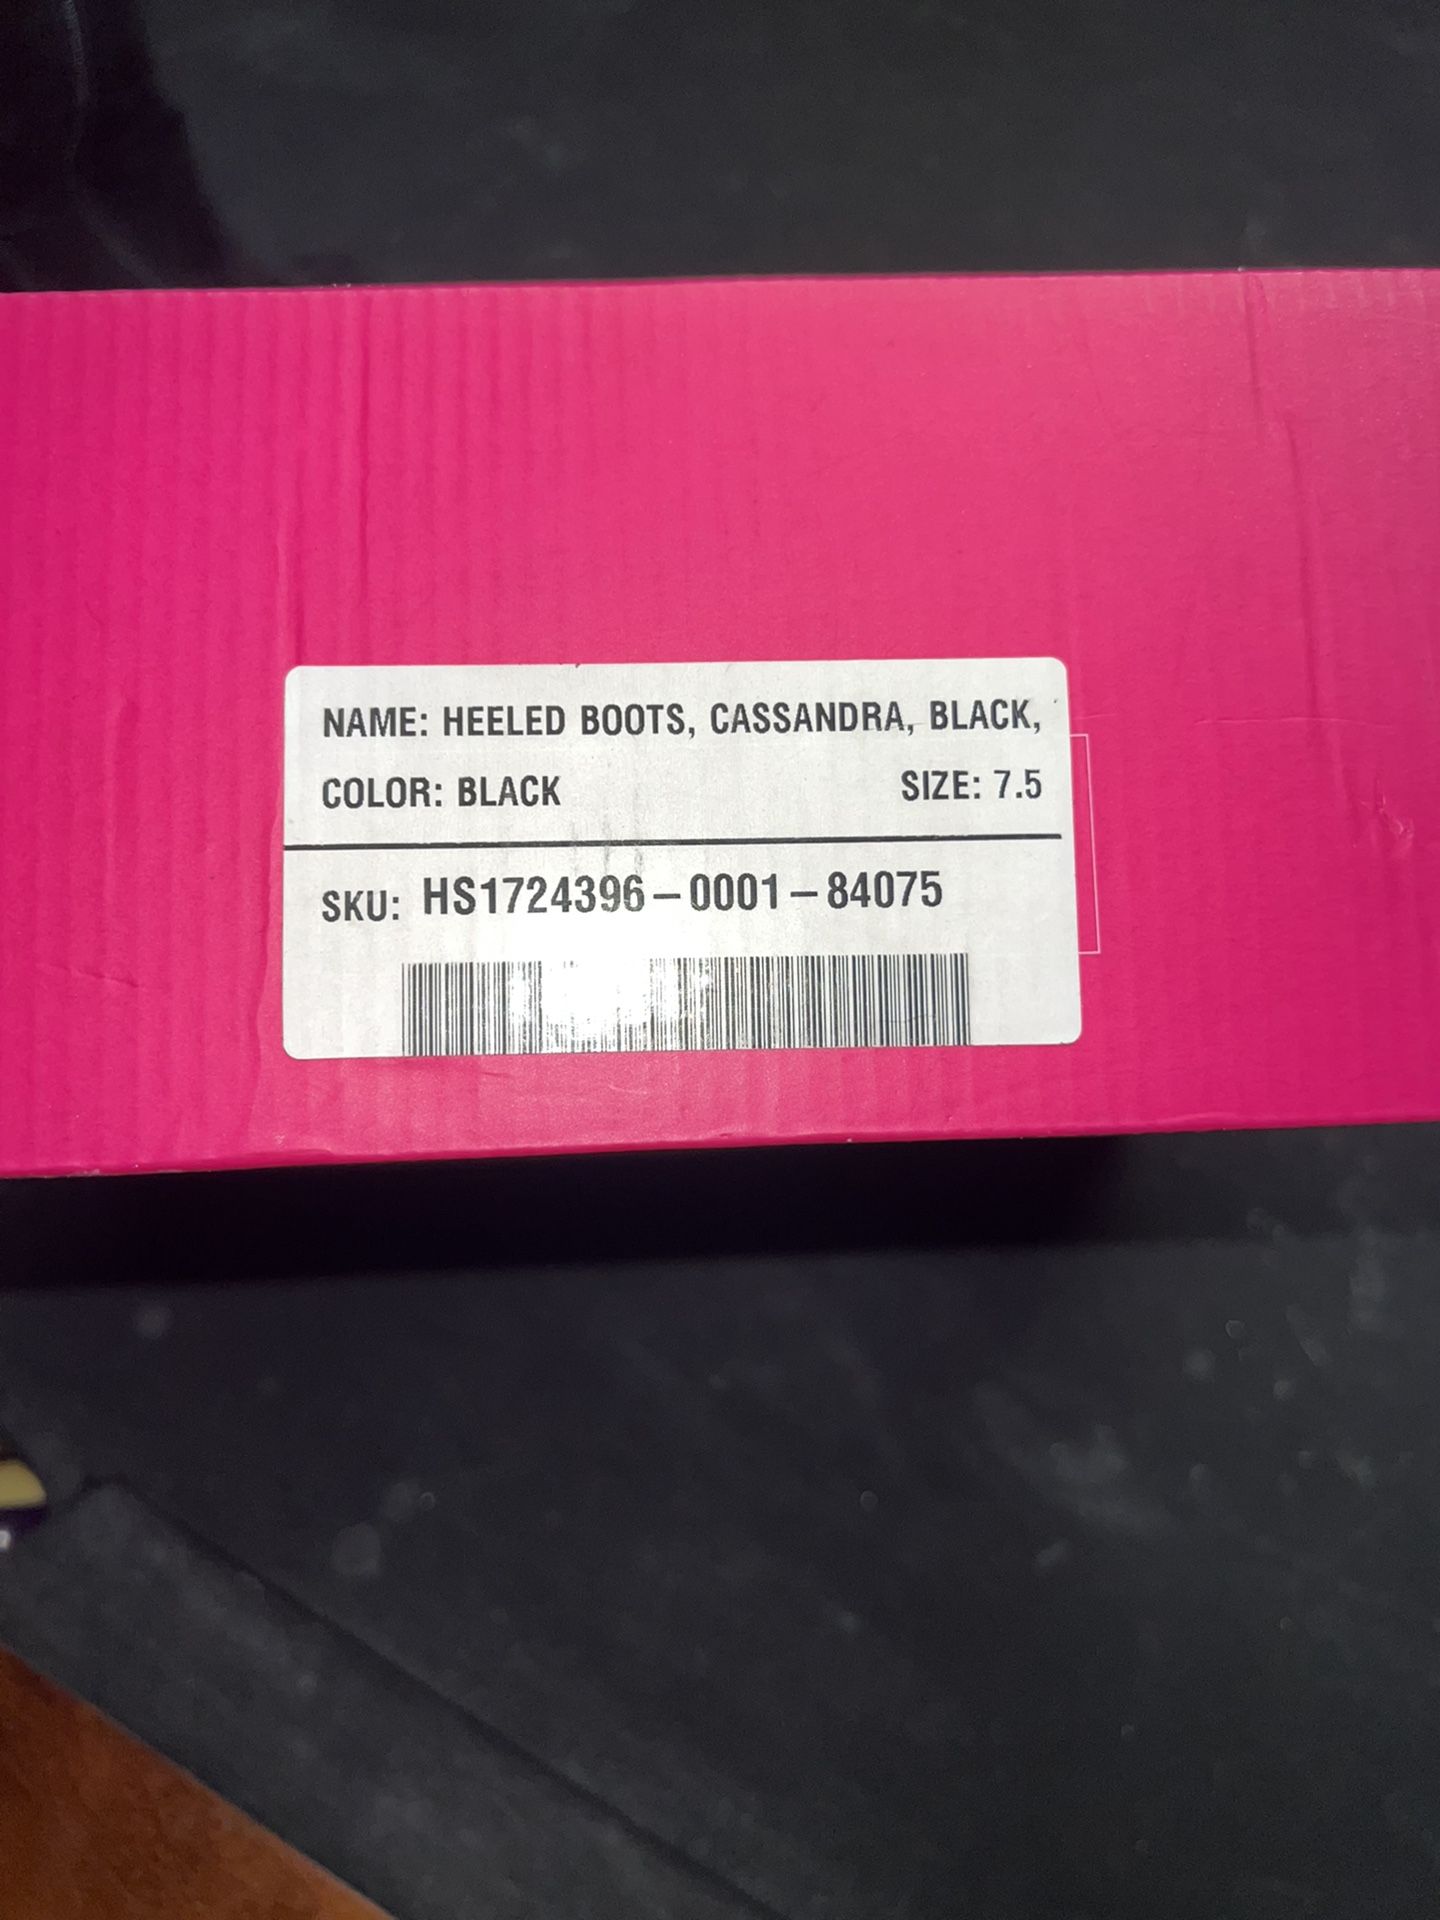 NAME: HEELED BOOTS, CASSANDRA, BLACK,
COLOR: BLACK SIZE: 7.5
SKU: HS1724396-0001-84075